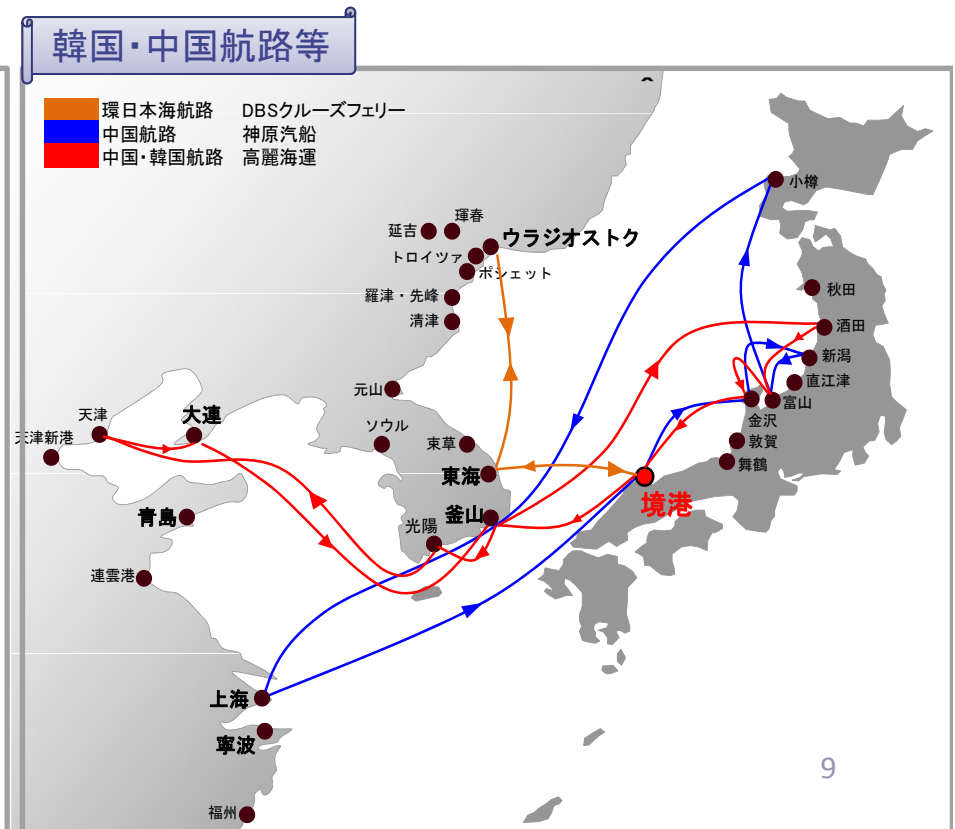 韓国・中国航路等
環日本海航路 DBSクルーズフェリー
中国航路 神原汽船
中国・韓国航路 高麗海運
小樽
琿春
延吉
ウラジオストク
トロイツァ
ポシェット
秋田
羅津・先峰
清津
酒田
新潟
直江津
元山
富山
天津
大連
金沢
ソウル
束草
敦賀
天津新港
舞鶴
東海
境港
青島
釜山
光陽
連雲港
上海
寧波
9
福州